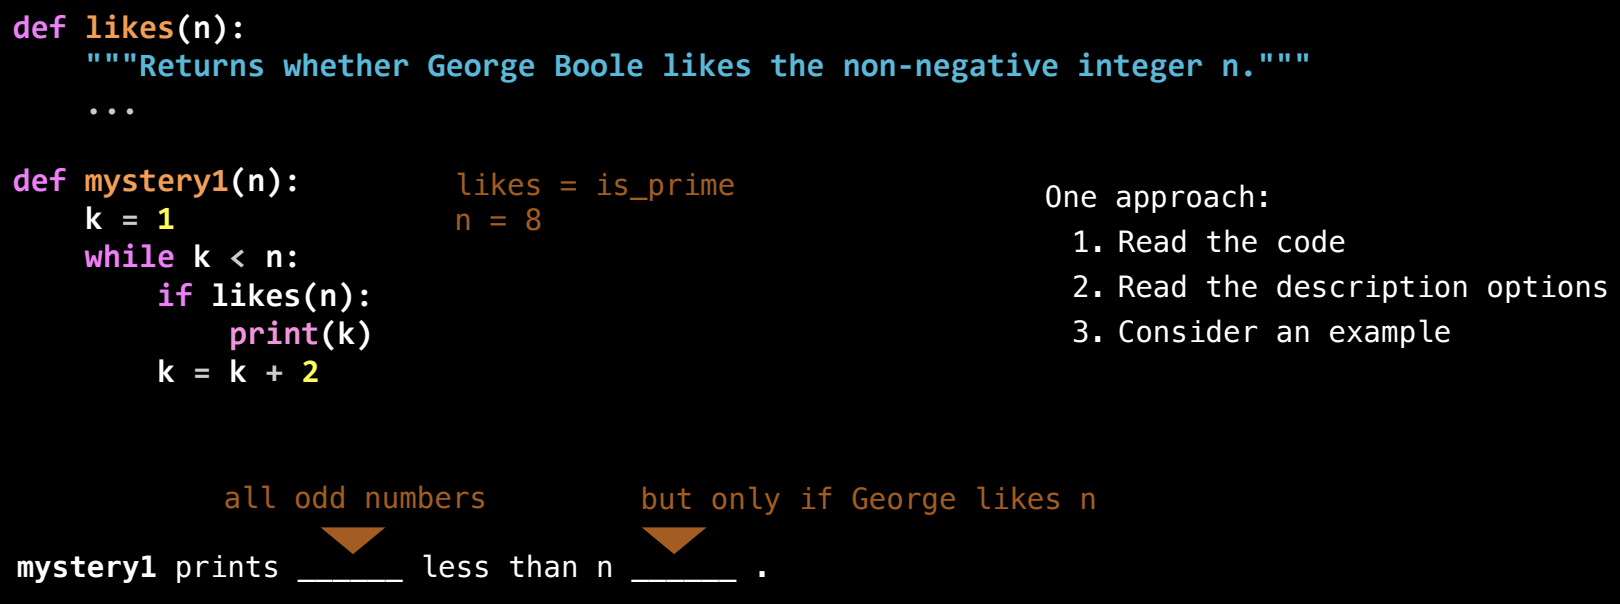 def likes(n):
    """Returns whether George Boole likes the non-negative integer n."""
    ...
def mystery1(n):
    k = 1
    while k < n:
        if likes(n):
            print(k)
        k = k + 2
likes = is_prime
n = 8
One approach:
1. Read the code
2. Read the description options
3. Consider an example
all odd numbers
but only if George likes n
mystery1 prints ______ less than n ______ .